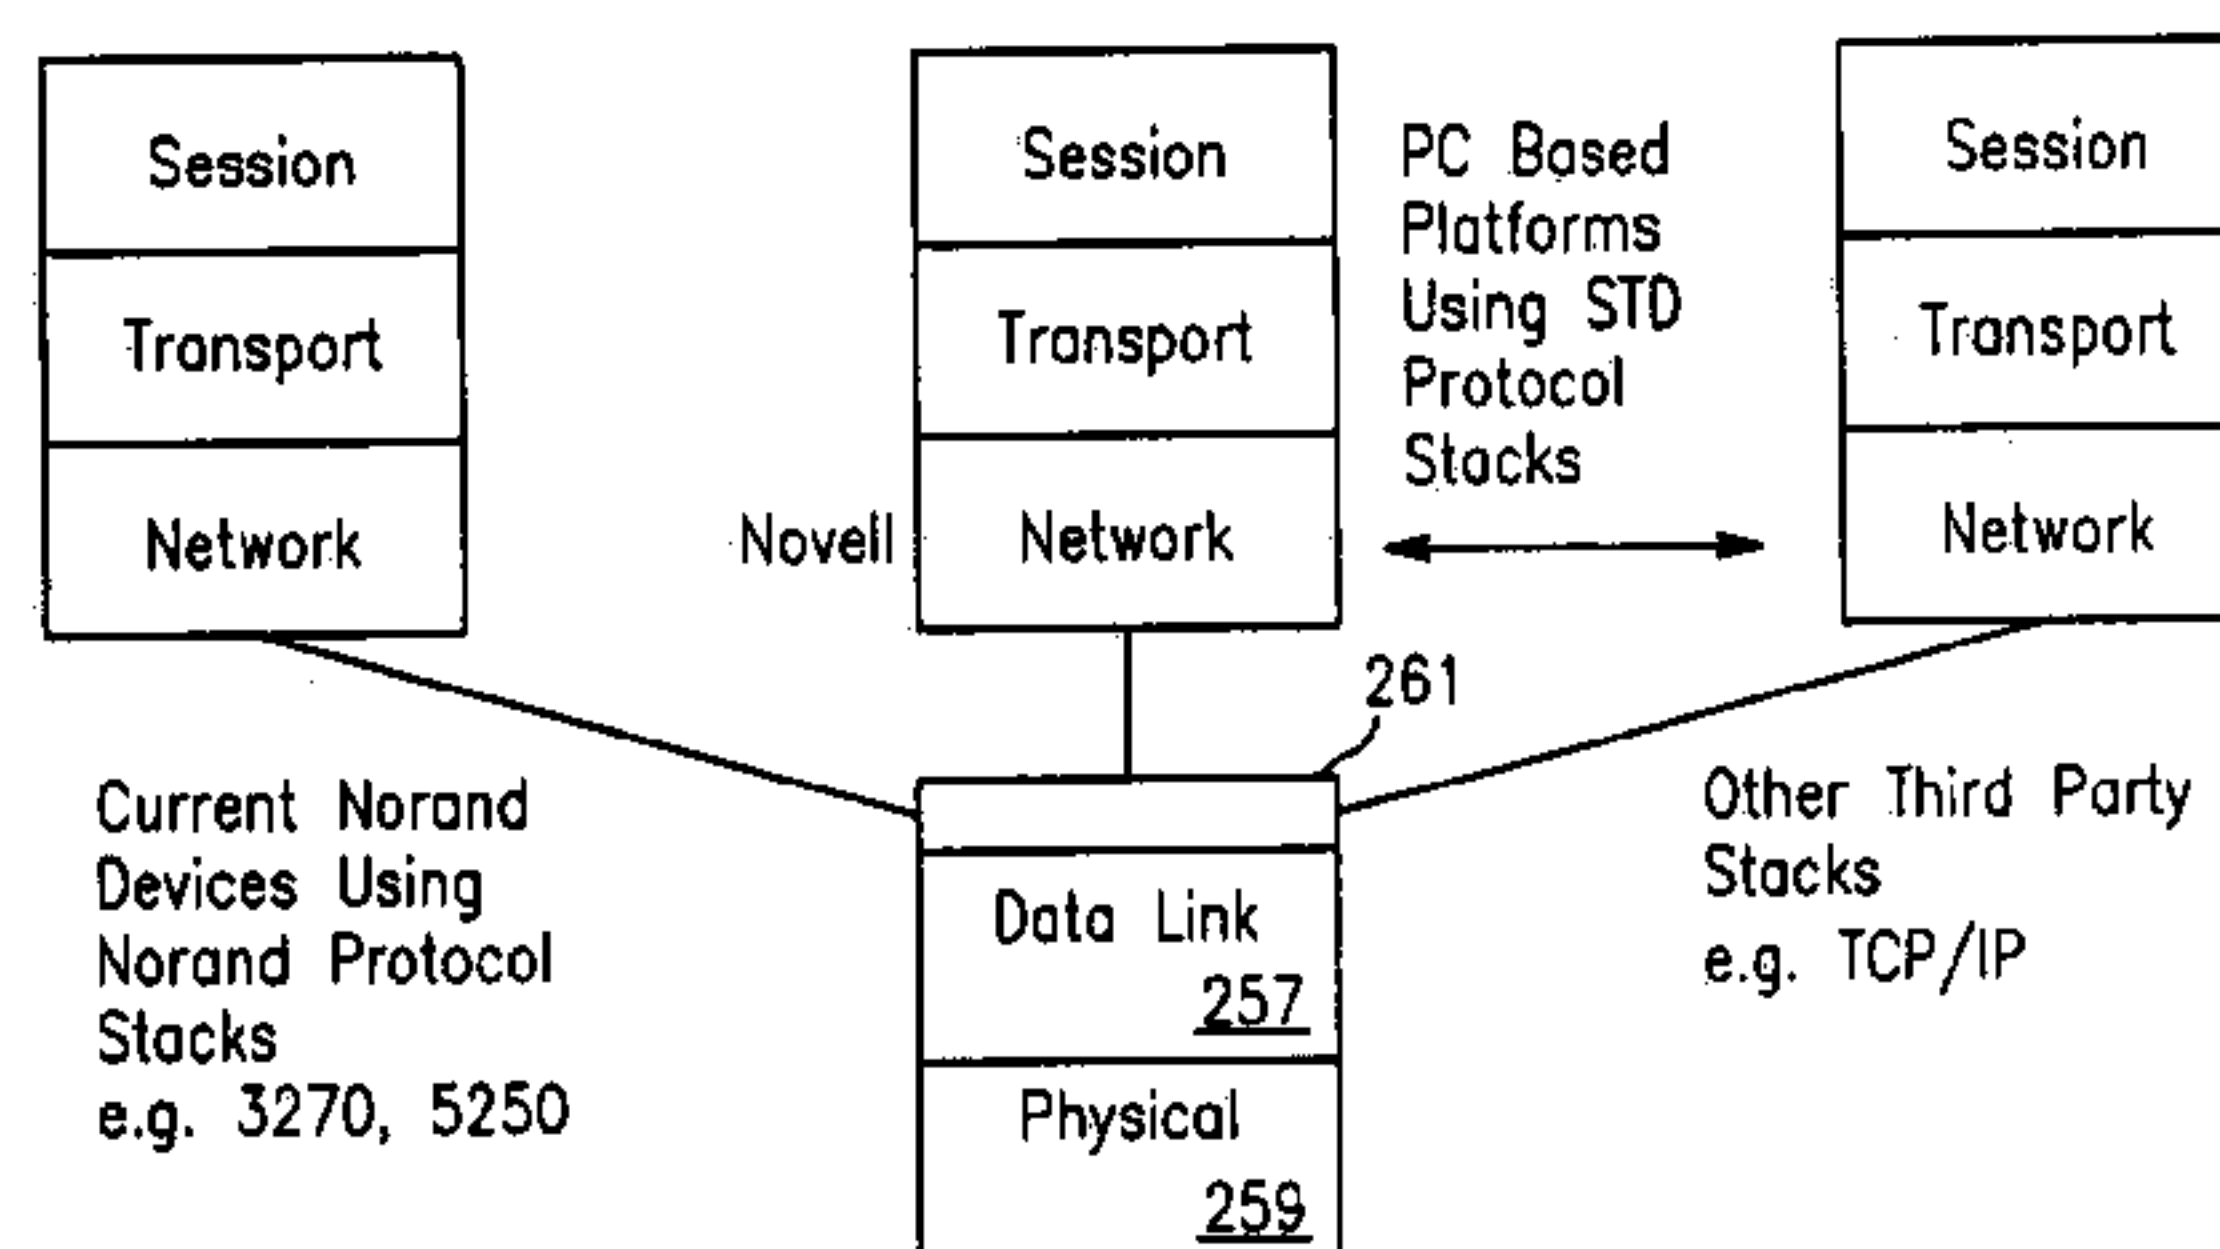 Session
Transport
Network
Novell
Session
Transport
Network
PC Based
Platforms
Using STD
Protocol
Stacks
Session
Transport
Network
261
Current Norand
Devices Using
Norand Protocol
Stacks
e.g. 3270, 5250
Data Link
257
Physical
259
Other Third Party
Stacks
e.g. TCP/IP